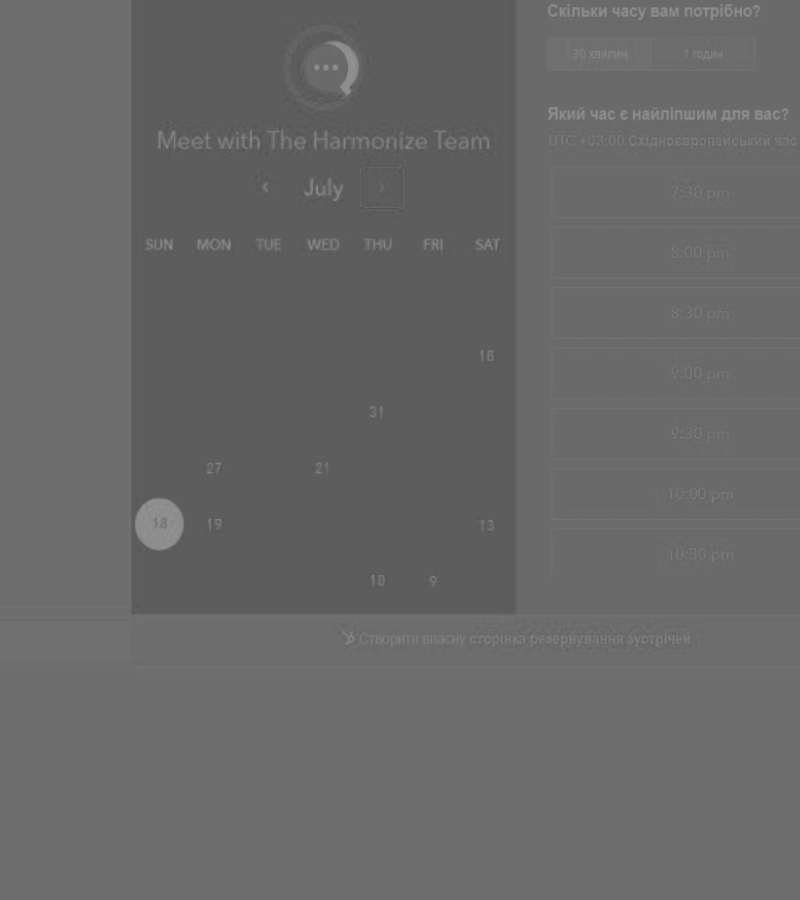 Meet with The Harmonize Team
July
SUN MON TUE WED THU FRI SAT
18
31
27 21
18 19 13
10 9
Скільки часу вам потрібно?
30 хвилин 1 годин
Який час є найліпшим для вас?
UTC +03:00 Східноєвропейський час
7:30 pm
8:00 pm
8:30 pm
9:00 pm
9:30 pm
10:00 pm
10:30 pm
Створити власну сторінка резервування зустрічей